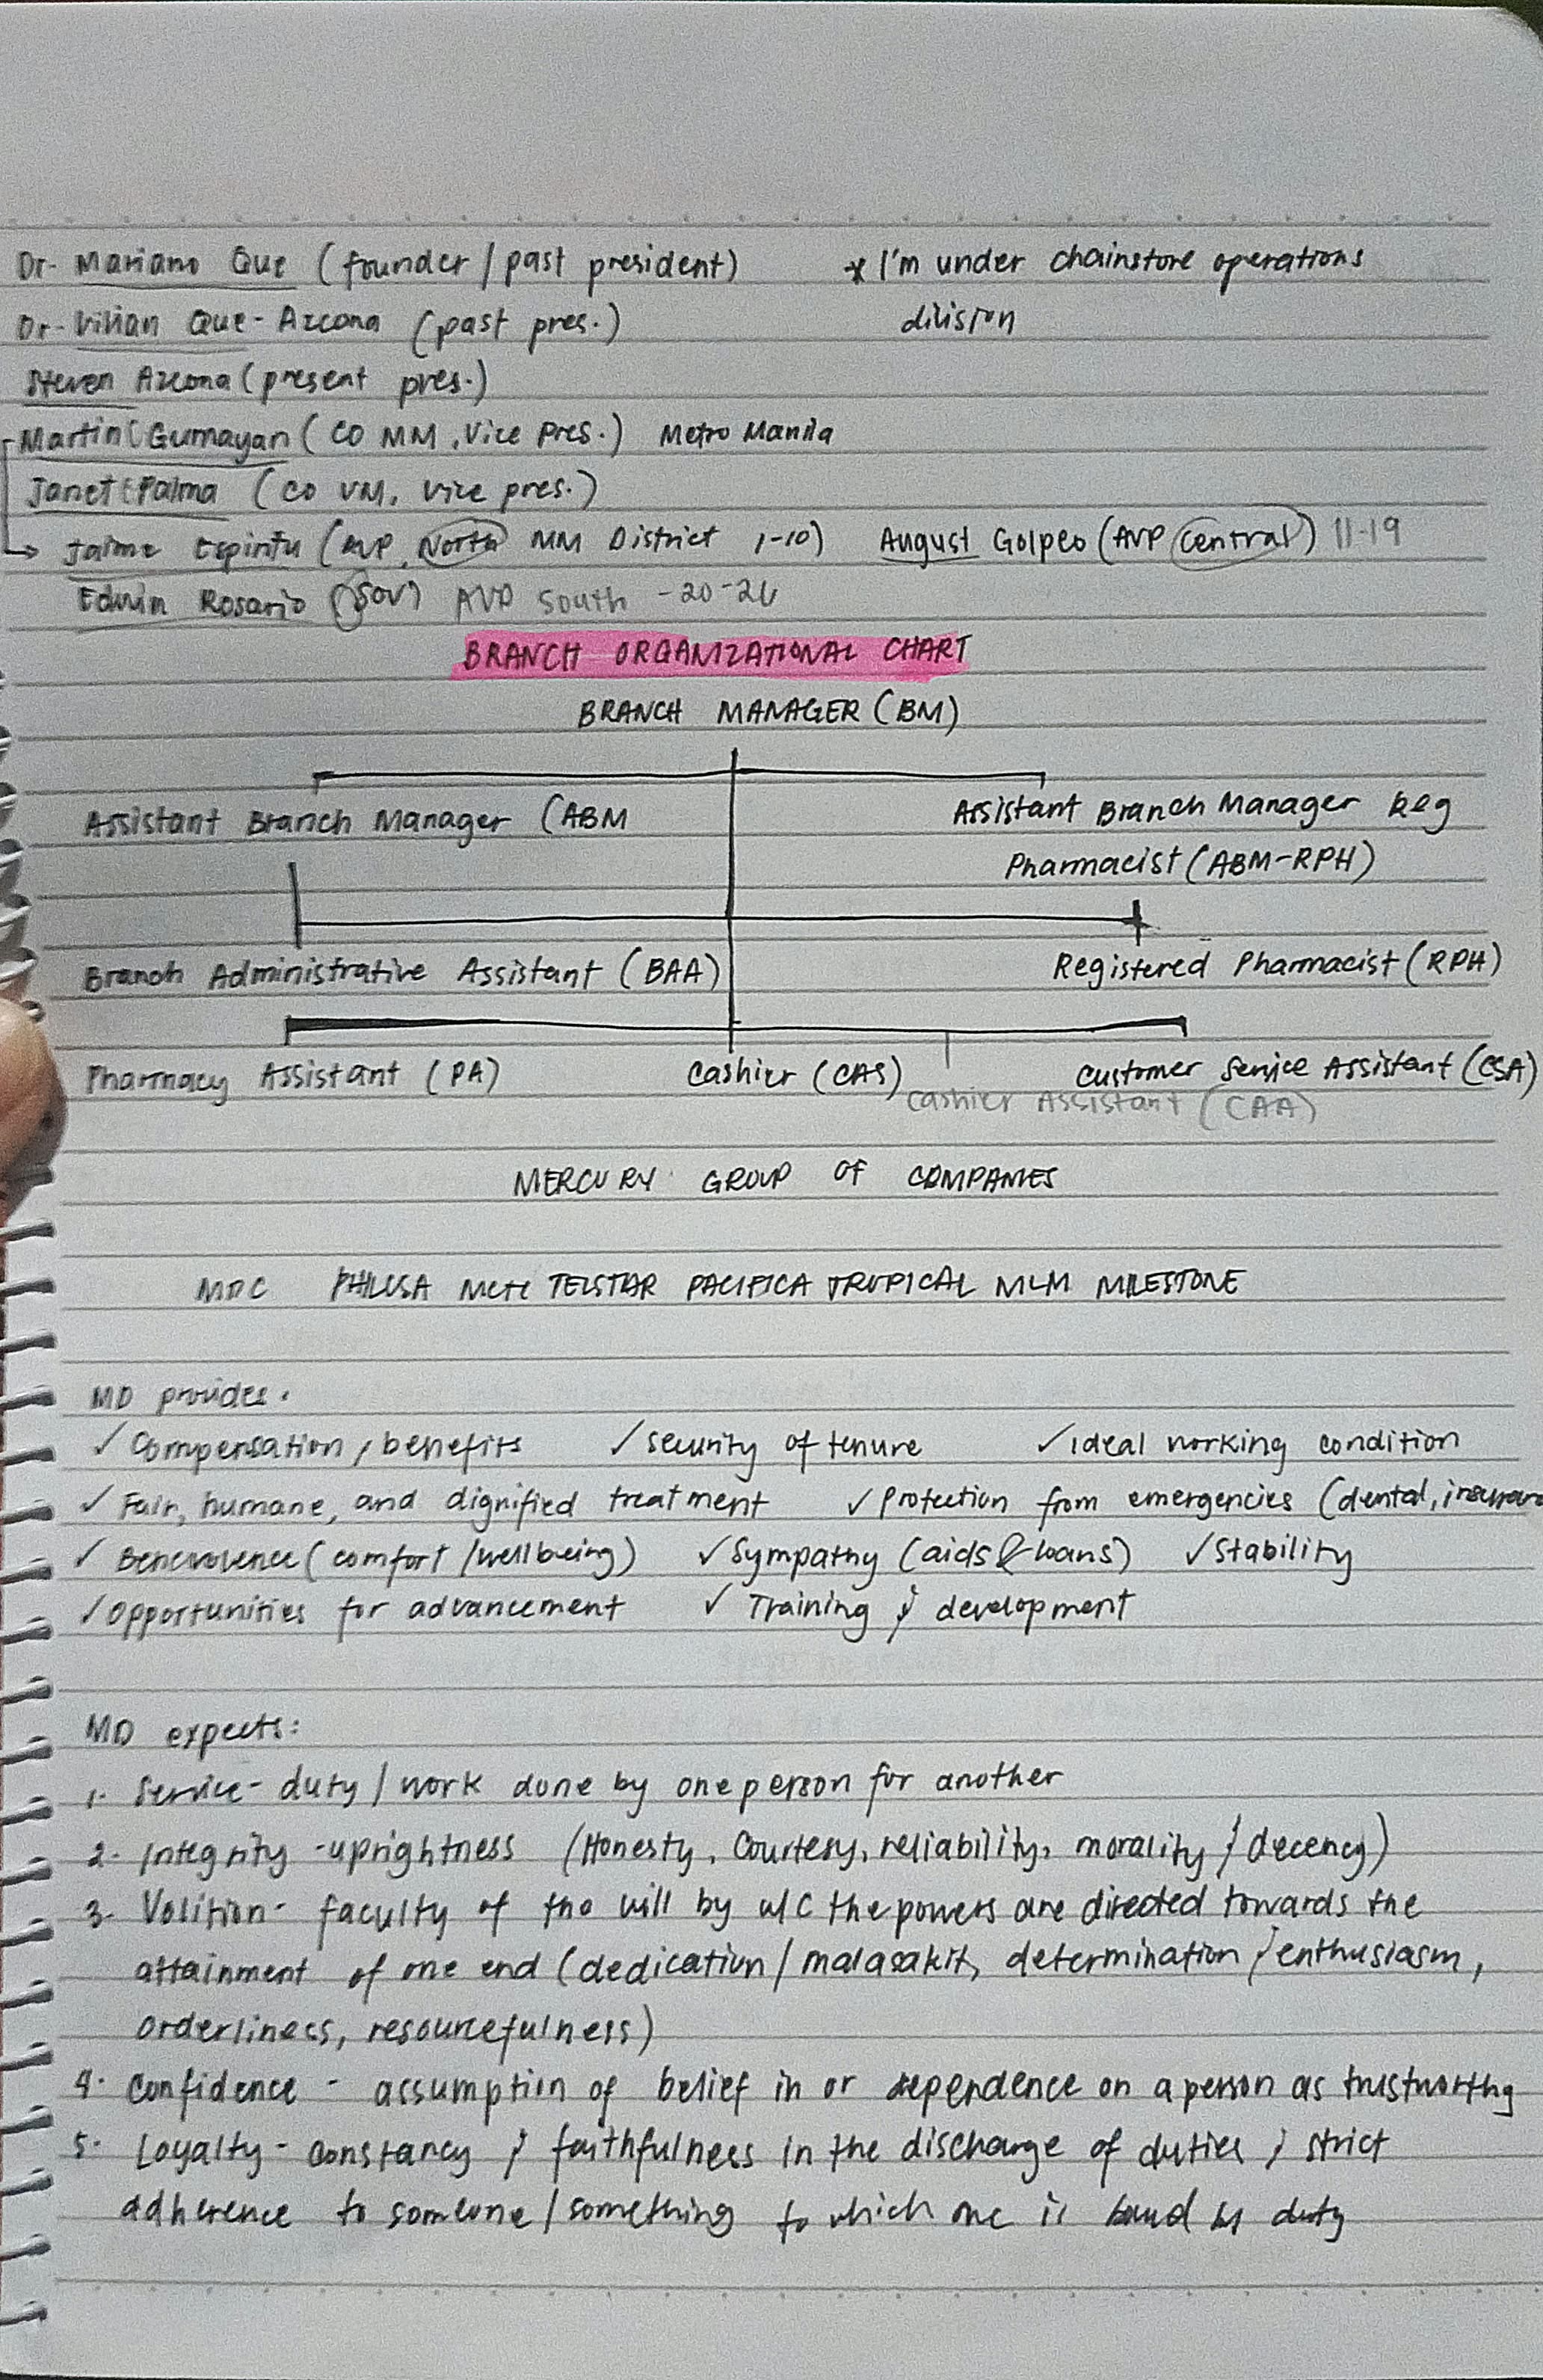 Dr. Mariano Que (founder / past president) * I'm under chainstore operations
Dr. Vivian Que-Azcona (past pres.) division
Steven Azcona (present pres.)
Martin Gumayan (CO MM, Vice Pres.) Metro Manila
Janet Palma (CO VM, Vice pres.)
→ Jaime Espiritu (AVP, North MM District 1-10) August Golpeo (AVP Central) 11-19
Edwin Rosario (Sou) AVP South - 20-26
BRANCH ORGANIZATIONAL CHART
BRANCH MANAGER (BM)
Assistant Branch Manager (ABM Assistant Branch Manager Reg
Pharmacist (ABM-RPH)
Branch Administrative Assistant (BAA) Registered Pharmacist (RPH)
Pharmacy Assistant (PA) Cashier (CAS) Customer Service Assistant (CSA)
Cashier Assistant (CAA)
MERCURY GROUP OF COMPANIES
MDC PHILUSA TELSTAR PACIFICA TROPICAL MLM MILESTONE
MD provides.
✓ Compensation, benefits ✓ security of tenure ✓ ideal working condition
✓ Fair, humane, and dignified treatment ✓ Protection from emergencies (dental,
✓ Benevolence (comfort / wellbeing) ✓ Sympathy (aids & loans) ✓ Stability
✓ Opportunities for advancement ✓ Training & development
MD expects:
1. Service - duty / work done by one person for another
2. Integrity - uprightness (Honesty, Courtesy, reliability, morality & decency)
3. Volition - faculty of the will by w/c the powers are directed towards the
attainment of one end (dedication / malasakit, determination & enthusiasm,
orderliness, resourcefulness)
4. Confidence - assumption of belief in or dependence on a person as trustworthy
5. Loyalty - constancy & faithfulness in the discharge of duties & strict
adherence to someone / something to which one is bound by duty